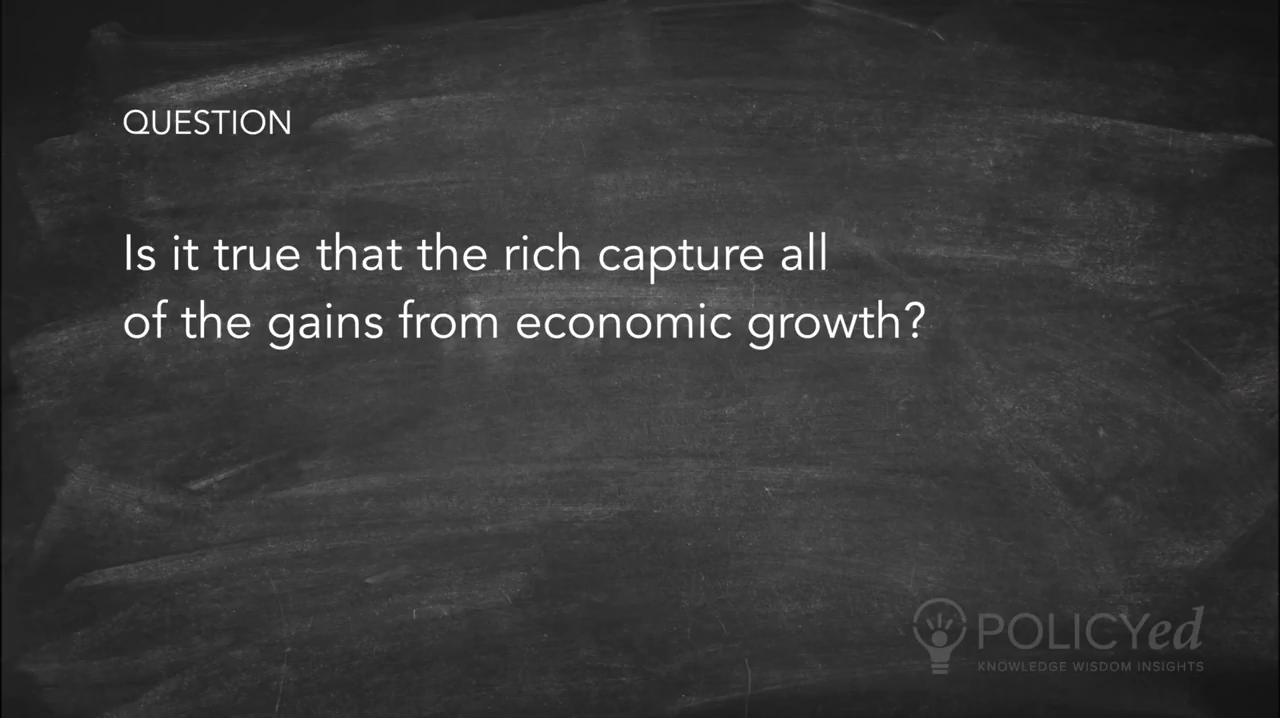 QUESTION
Is it true that the rich capture all
of the gains from economic growth?
POLICYed
KNOWLEDGE WISDOM INSIGHTS